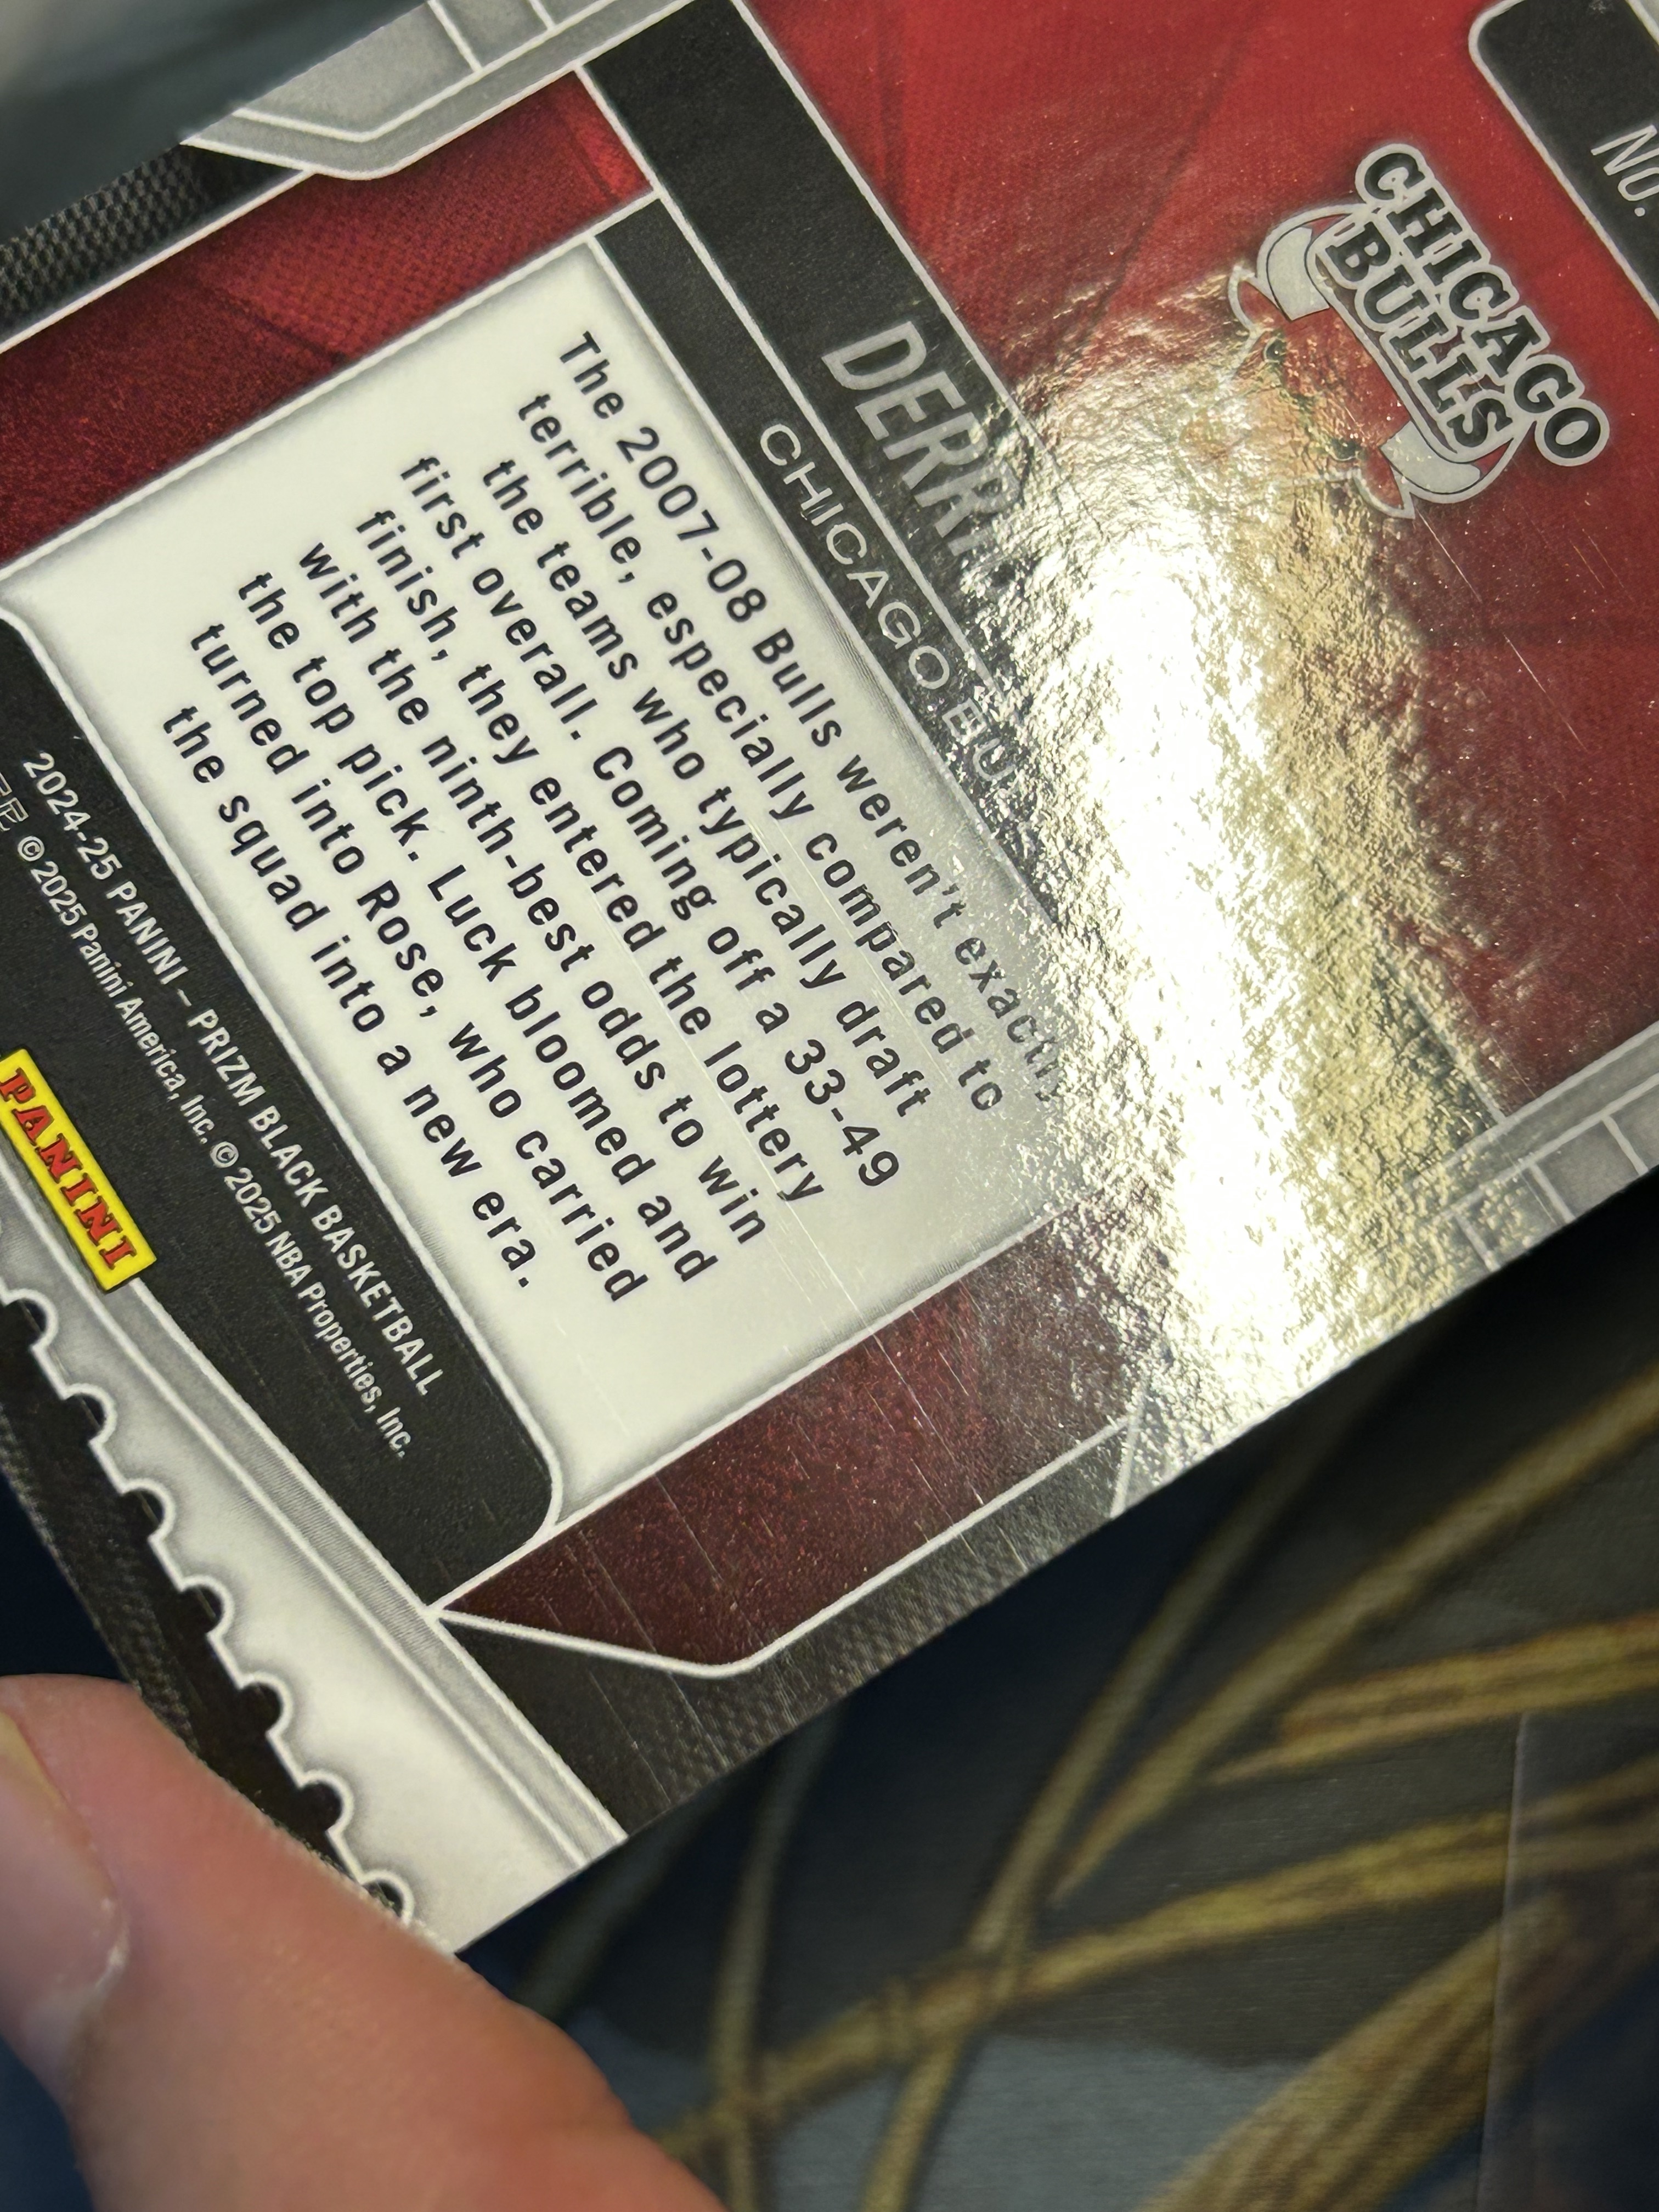 No.
CHICAGO
BULLS
CHICAGO
The 2007-08 Bulls weren't exactly
terrible, especially compared to
the teams who typically draft
first overall. Coming off a 33-49
finish, they entered the lottery
with the ninth-best odds to win
the top pick. Luck bloomed and
turned into Rose, who carried
the squad into a new era.
2024-25 PANINI – PRIZM BLACK BASKETBALL
©2025 Panini America, Inc. © 2025 NBA Properties, Inc.
PANINI